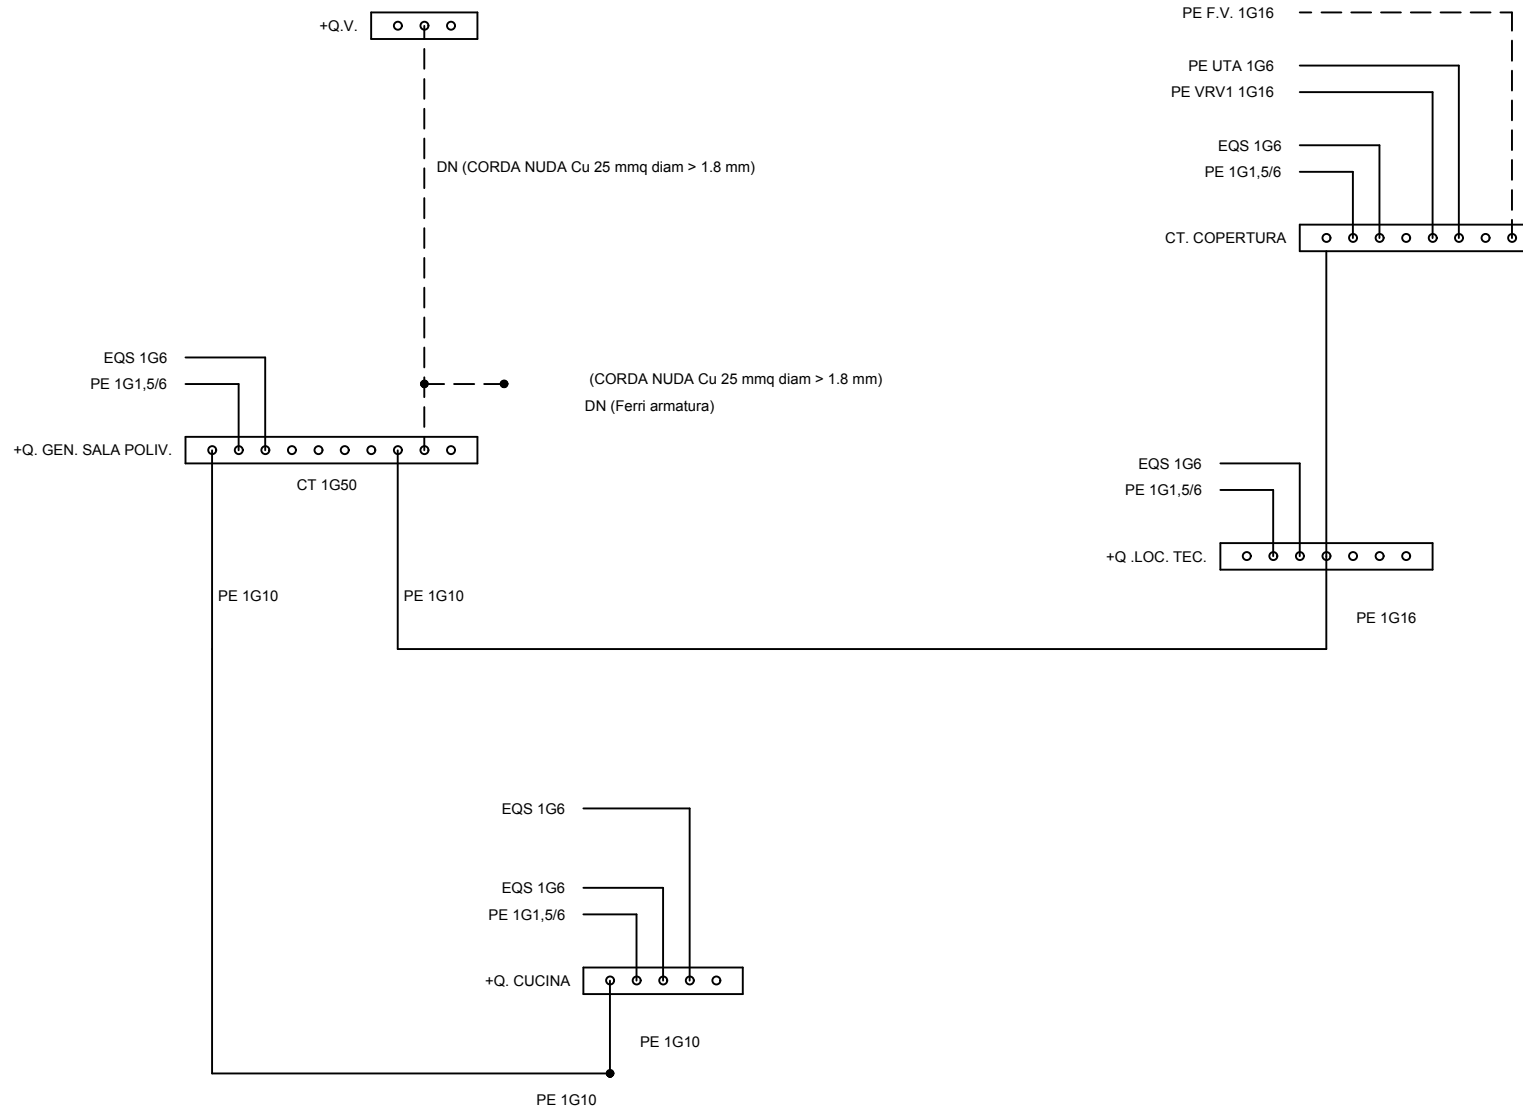 +Q.V.
PE F.V. 1G16
PE UTA 1G6
PE VRV1 1G16
DN (CORDA NUDA Cu 25 mmq diam > 1.8 mm)
EQS 1G6
PE 1G1,5/6
CT. COPERTURA
EQS 1G6
PE 1G1,5/6
(CORDA NUDA Cu 25 mmq diam > 1.8 mm)
DN (Ferri armatura)
+Q. GEN. SALA POLIV.
CT 1G50
EQS 1G6
PE 1G1,5/6
+Q .LOC. TEC.
PE 1G10
PE 1G10
PE 1G16
EQS 1G6
EQS 1G6
PE 1G1,5/6
+Q. CUCINA
PE 1G10
PE 1G10